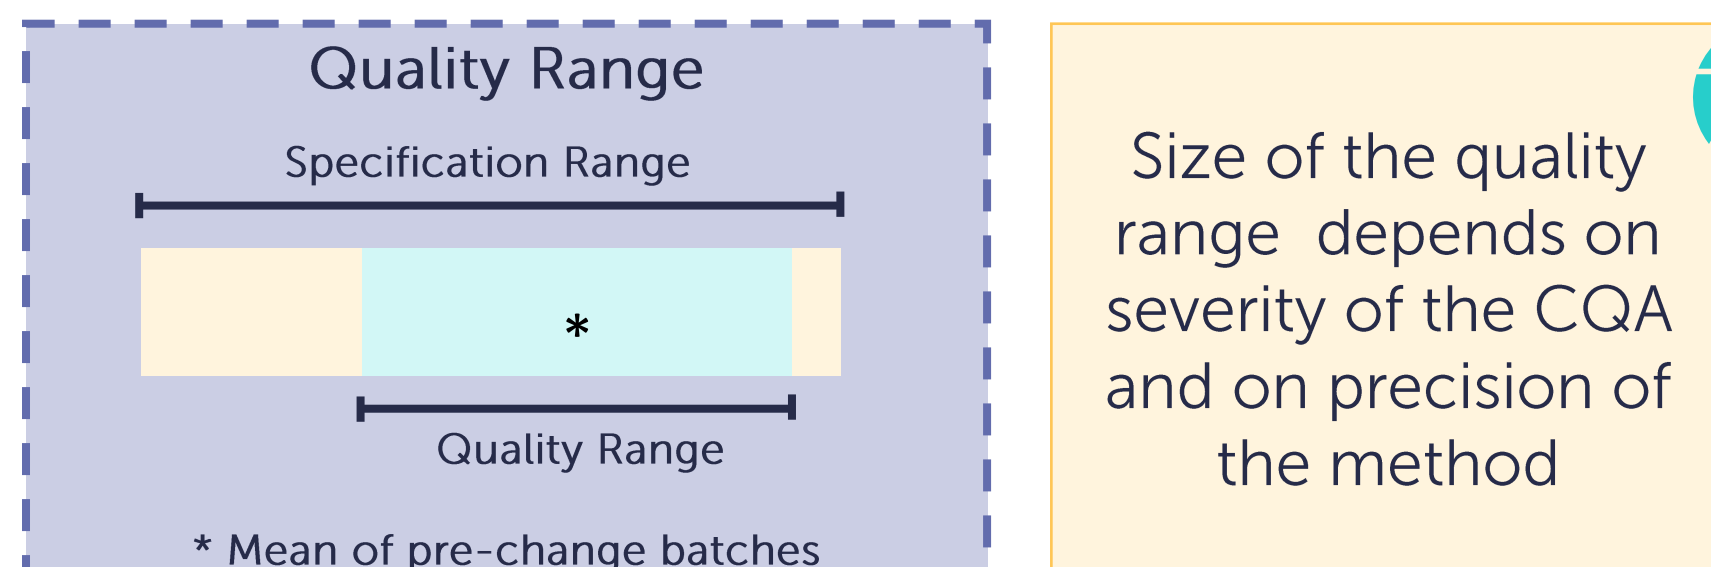 Quality Range
Specification Range
*
Quality Range
* Mean of pre-change batches
Size of the quality
range  depends on
severity of the CQA
and on precision of
the method